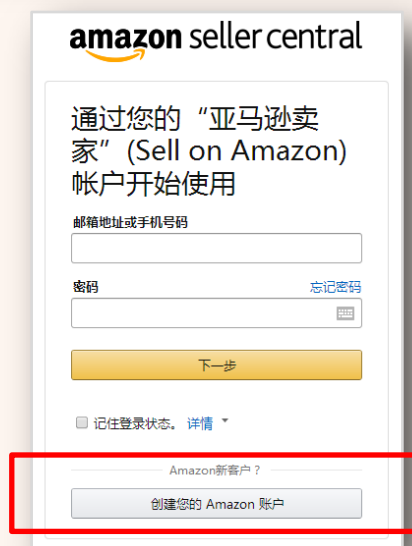 amazon seller central
通过您的“亚马逊卖
家”(Sell on Amazon)
帐户开始使用
邮箱地址或手机号码
密码 忘记密码
下一步
记住登录状态。 详情
Amazon新客户？
创建您的 Amazon 账户